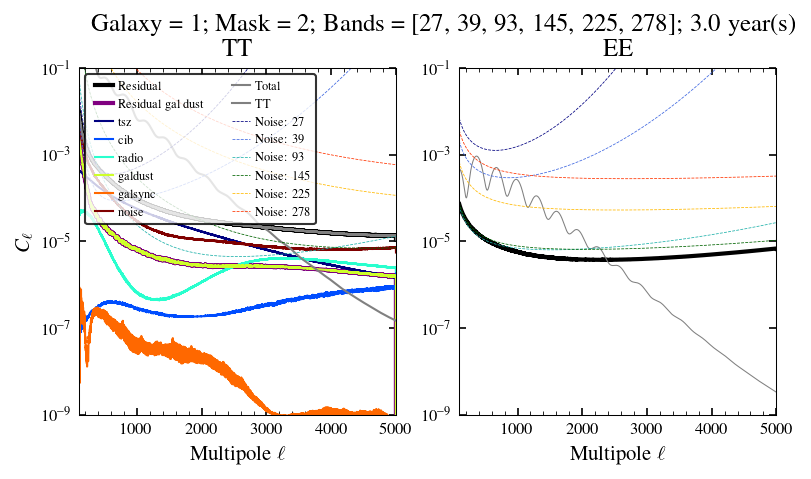 Galaxy = 1; Mask = 2; Bands = [27, 39, 93, 145, 225, 278]; 3.0 year(s)
TT
EE
Residual
Residual gal dust
tsz
cib
radio
galdust
galsync
noise
Total
TT
Noise: 27
Noise: 39
Noise: 93
Noise: 145
Noise: 225
Noise: 278
C_ℓ
10⁻¹
10⁻³
10⁻⁵
10⁻⁷
10⁻⁹
1000 2000 3000 4000 5000
Multipole ℓ
10⁻¹
10⁻³
10⁻⁵
10⁻⁷
10⁻⁹
1000 2000 3000 4000 5000
Multipole ℓ